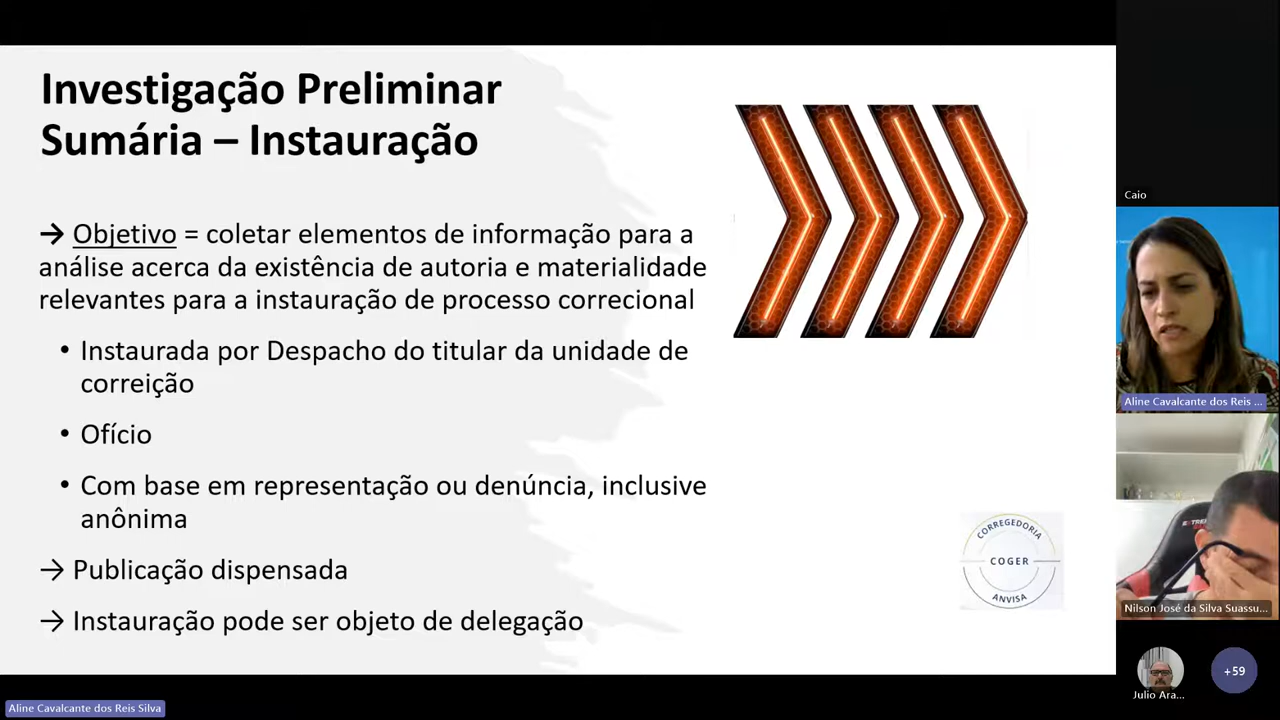 Investigação Preliminar
Sumária – Instauração
→ Objetivo = coletar elementos de informação para a
análise acerca da existência de autoria e materialidade
relevantes para a instauração de processo correcional
• Instaurada por Despacho do titular da unidade de
correição
• Ofício
• Com base em representação ou denúncia, inclusive
anônima
→ Publicação dispensada
→ Instauração pode ser objeto de delegação
CORREGEDORIA
COGER
ANVISA
Caio
Aline Cavalcante dos Reis ...
Nilson José da Silva Suassu...
Julio Ara...
+59
Aline Cavalcante dos Reis Silva